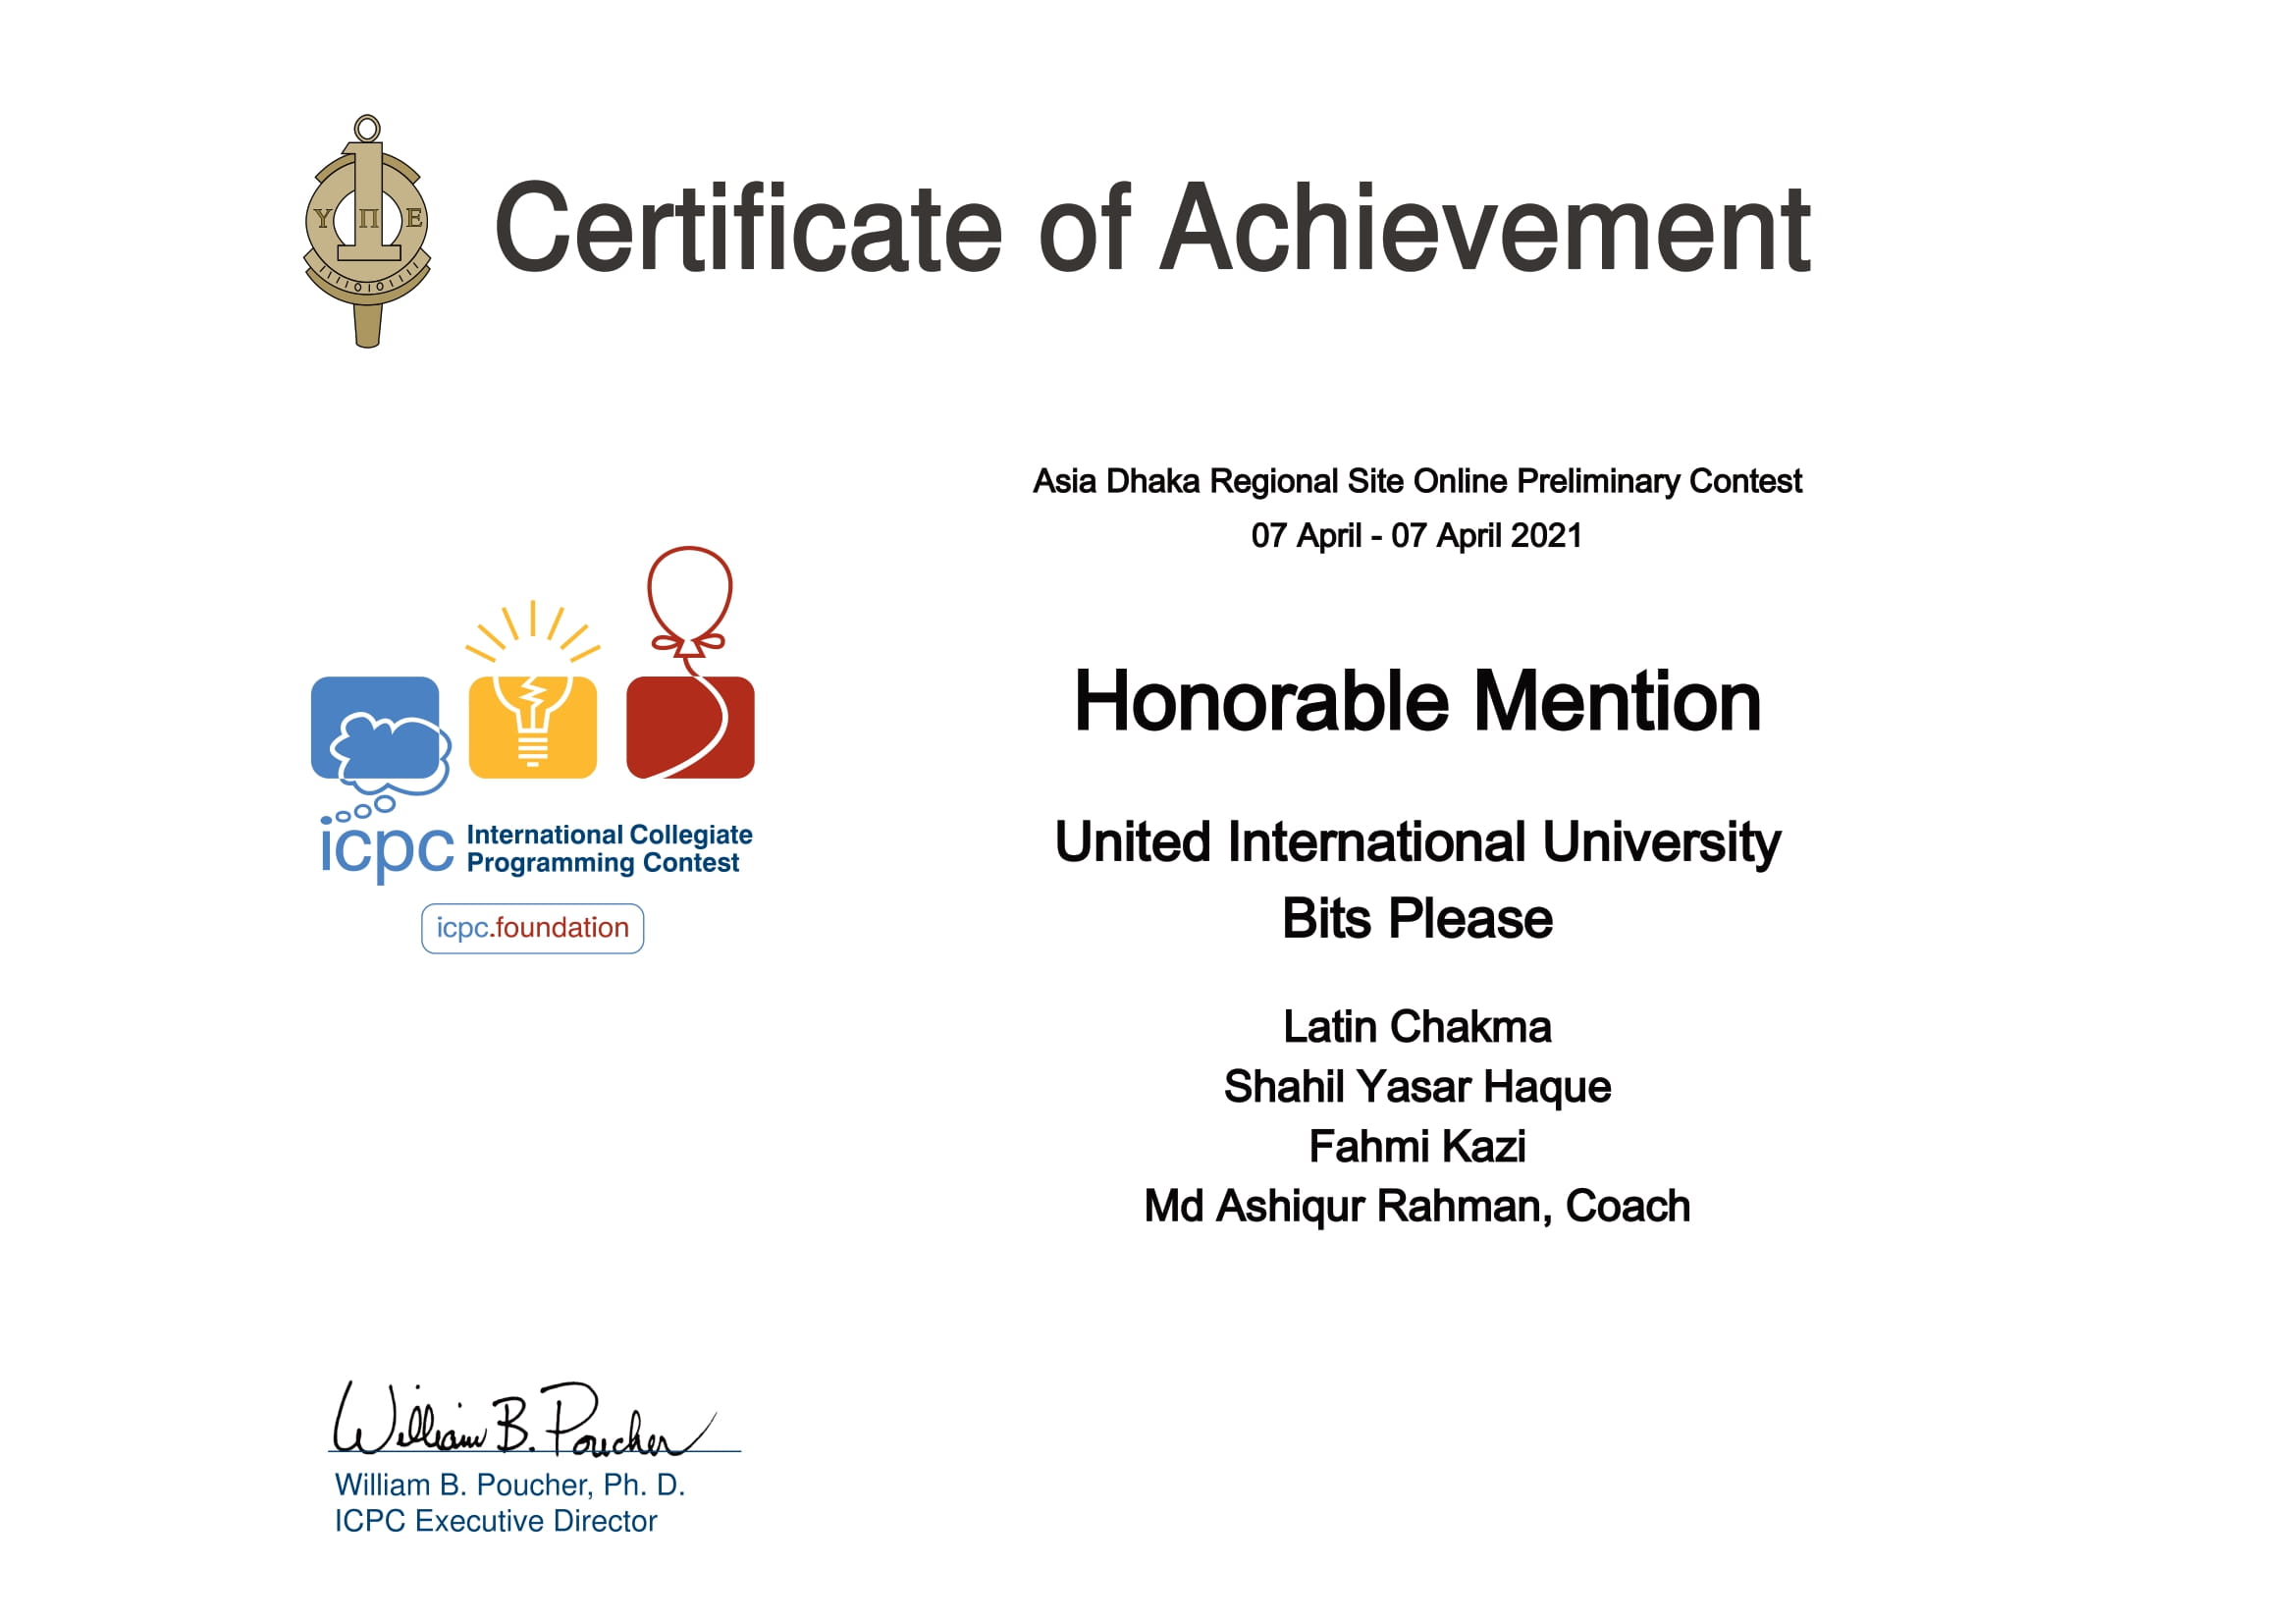 Certificate of Achievement
Υ Π Ε
Asia Dhaka Regional Site Online Preliminary Contest
07 April - 07 April 2021
Honorable Mention
United International University
Bits Please
Latin Chakma
Shahil Yasar Haque
Fahmi Kazi
Md Ashiqur Rahman, Coach
icpc International Collegiate
Programming Contest
icpc.foundation
William B. Poucher
William B. Poucher, Ph. D.
ICPC Executive Director